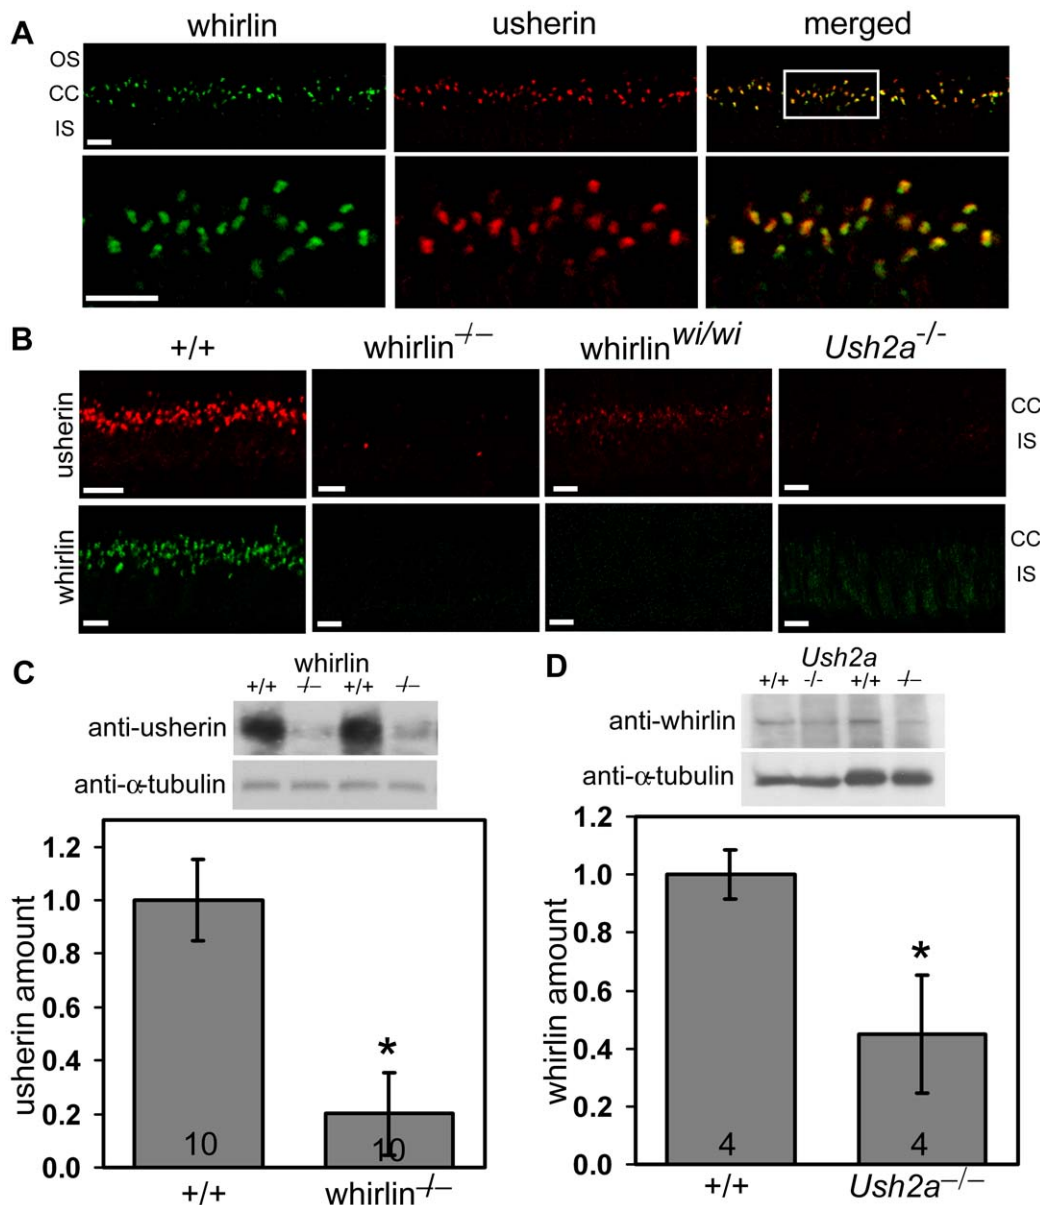 A
whirlin usherin merged
OS
CC
IS
B
+/+ whirlin−/− whirlin wi/wi Ush2a-/-
usherin
CC
IS
whirlin
CC
IS
C
whirlin
+/+ -/- +/+ -/-
anti-usherin
anti-α-tubulin
usherin amount
1.2
1.0
0.8
0.6
0.4
0.2
0.0
*
10 10
+/+ whirlin−/−
D
Ush2a
+/+ -/- +/+ -/-
anti-whirlin
anti-α-tubulin
whirlin amount
1.2
1.0
0.8
0.6
0.4
0.2
0.0
*
4 4
+/+ Ush2a−/−